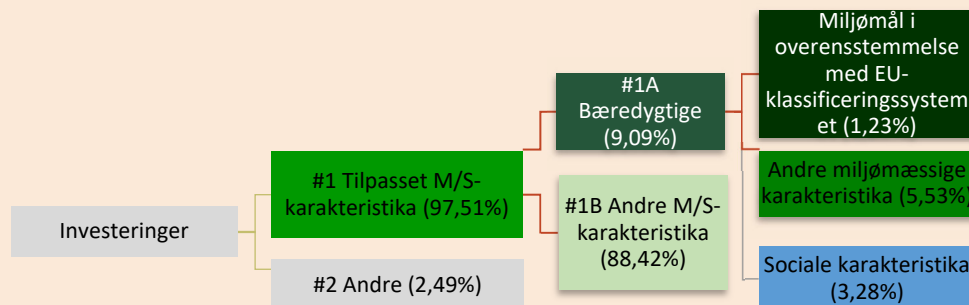 Investeringer
#1 Tilpasset M/S-
karakteristika (97,51%)
#2 Andre (2,49%)
#1A
Bæredygtige
(9,09%)
#1B Andre M/S-
karakteristika
(88,42%)
Miljømål i
overensstemmelse
med EU-
klassificeringssystem
et (1,23%)
Andre miljømæssige
karakteristika (5,53%)
Sociale karakteristika
(3,28%)